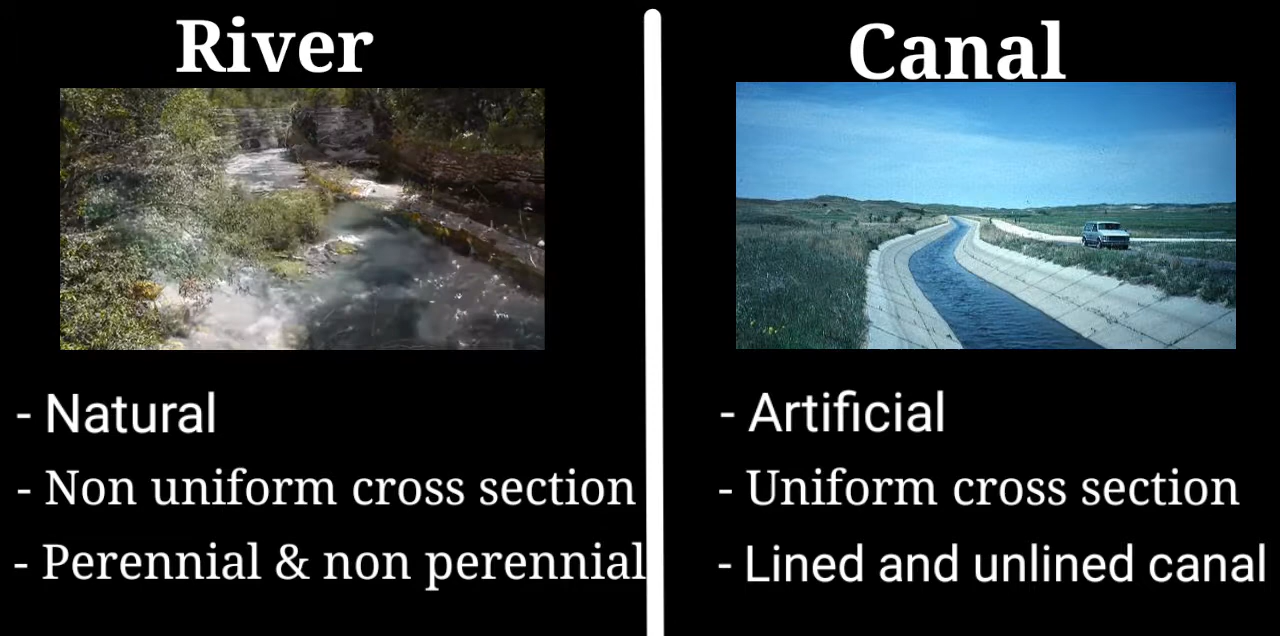 River
- Natural
- Non uniform cross section
- Perennial & non perennial
Canal
- Artificial
- Uniform cross section
- Lined and unlined canal